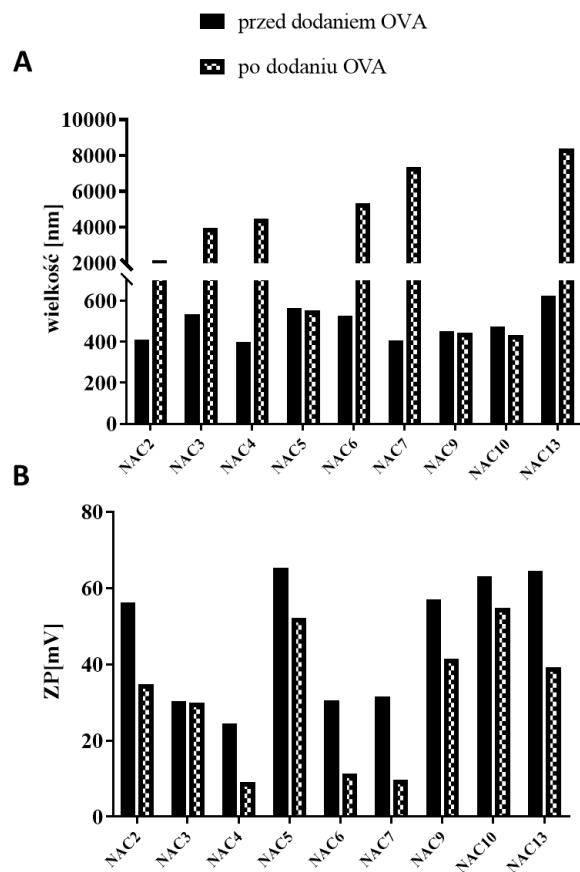 przed dodaniem OVA
po dodaniu OVA
A
wielkość [nm]
10000
8000
6000
4000
2000
600
400
200
0
NAC2 NAC3 NAC4 NAC5 NAC6 NAC7 NAC9 NAC10 NAC13
B
ZP[mV]
80
60
40
20
0
NAC2 NAC3 NAC4 NAC5 NAC6 NAC7 NAC9 NAC10 NAC13